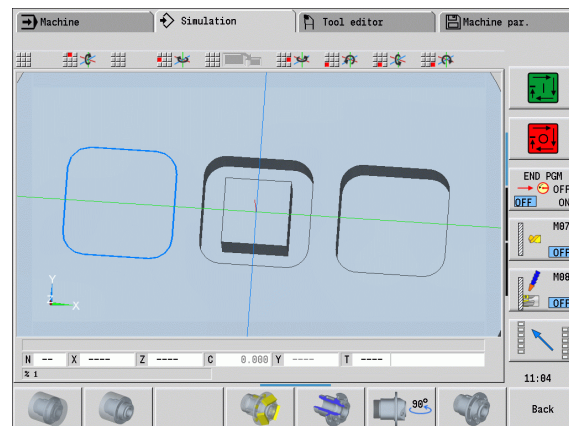 Machine
Simulation
Tool editor
Machine par.
END PGM
OFF
OFF ON
M07
OFF
M08
OFF
Y
Z
X
N -- X ---- Z ---- C 0.000 Y ---- T ----
% 1
11:04
90°
Back